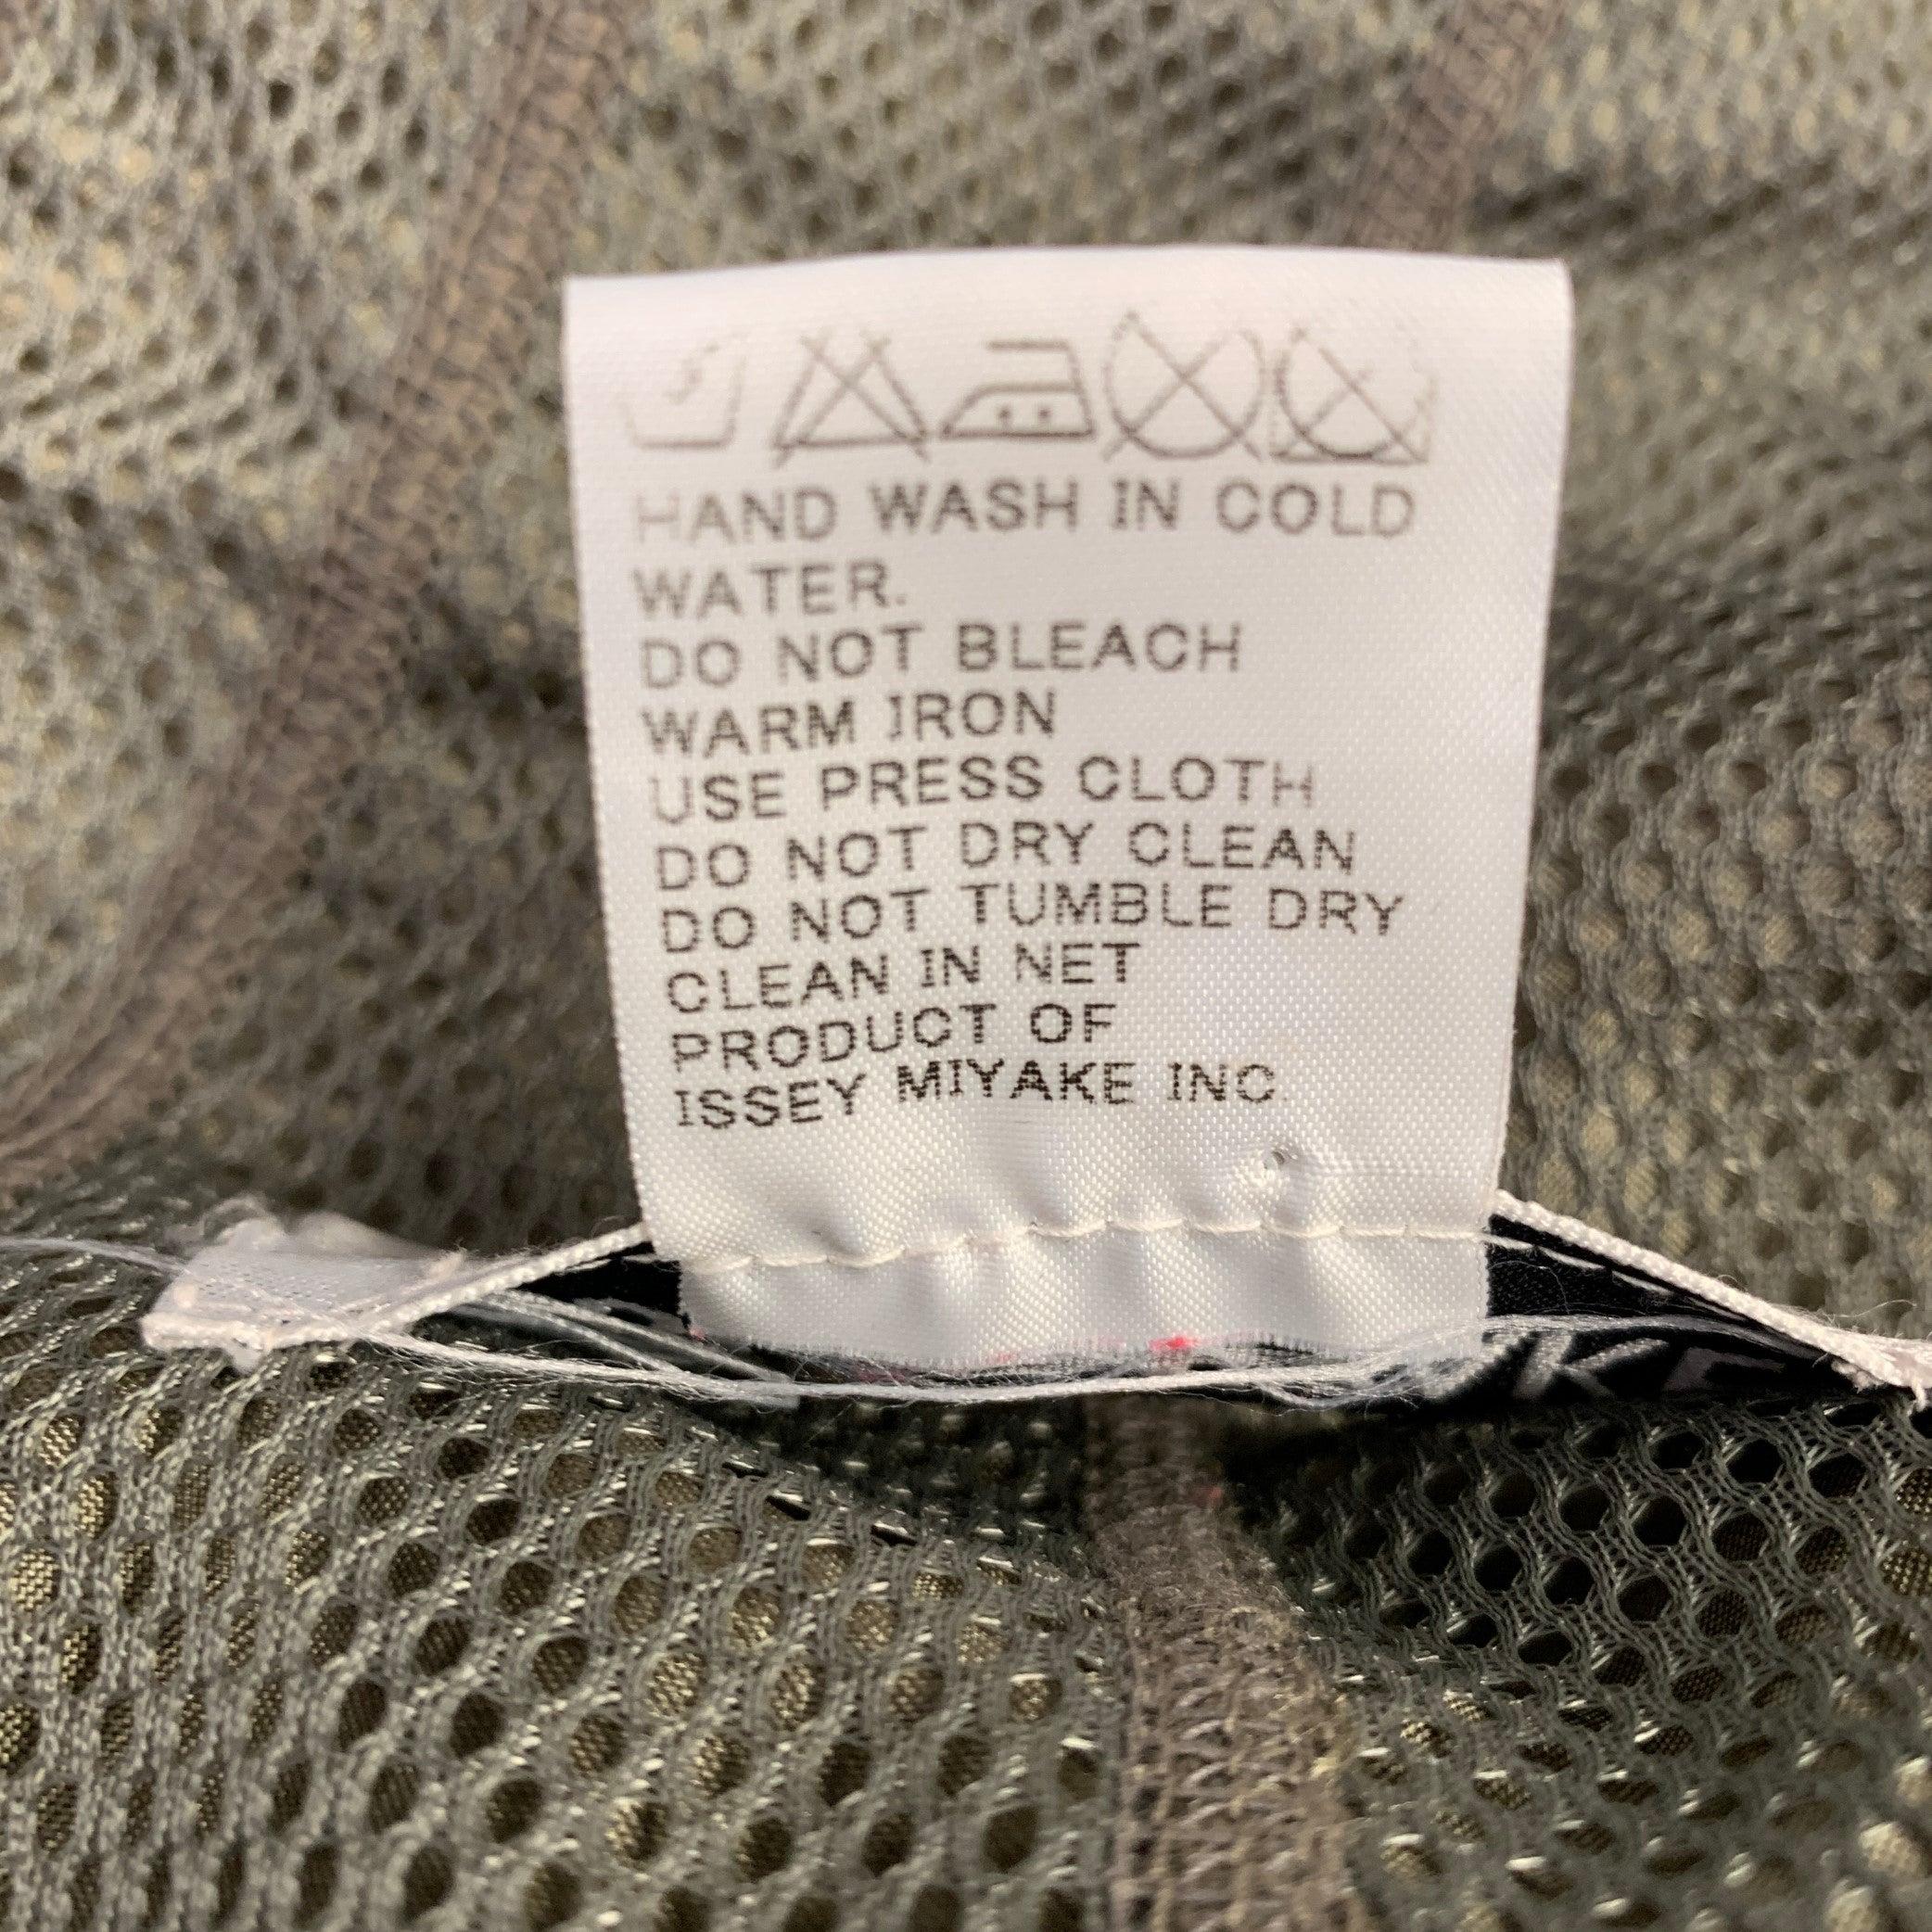 HAND WASH IN COLD
WATER.
DO NOT BLEACH
WARM IRON
USE PRESS CLOTH
DO NOT DRY CLEAN
DO NOT TUMBLE DRY
CLEAN IN NET
PRODUCT OF
ISSEY MIYAKE INC.